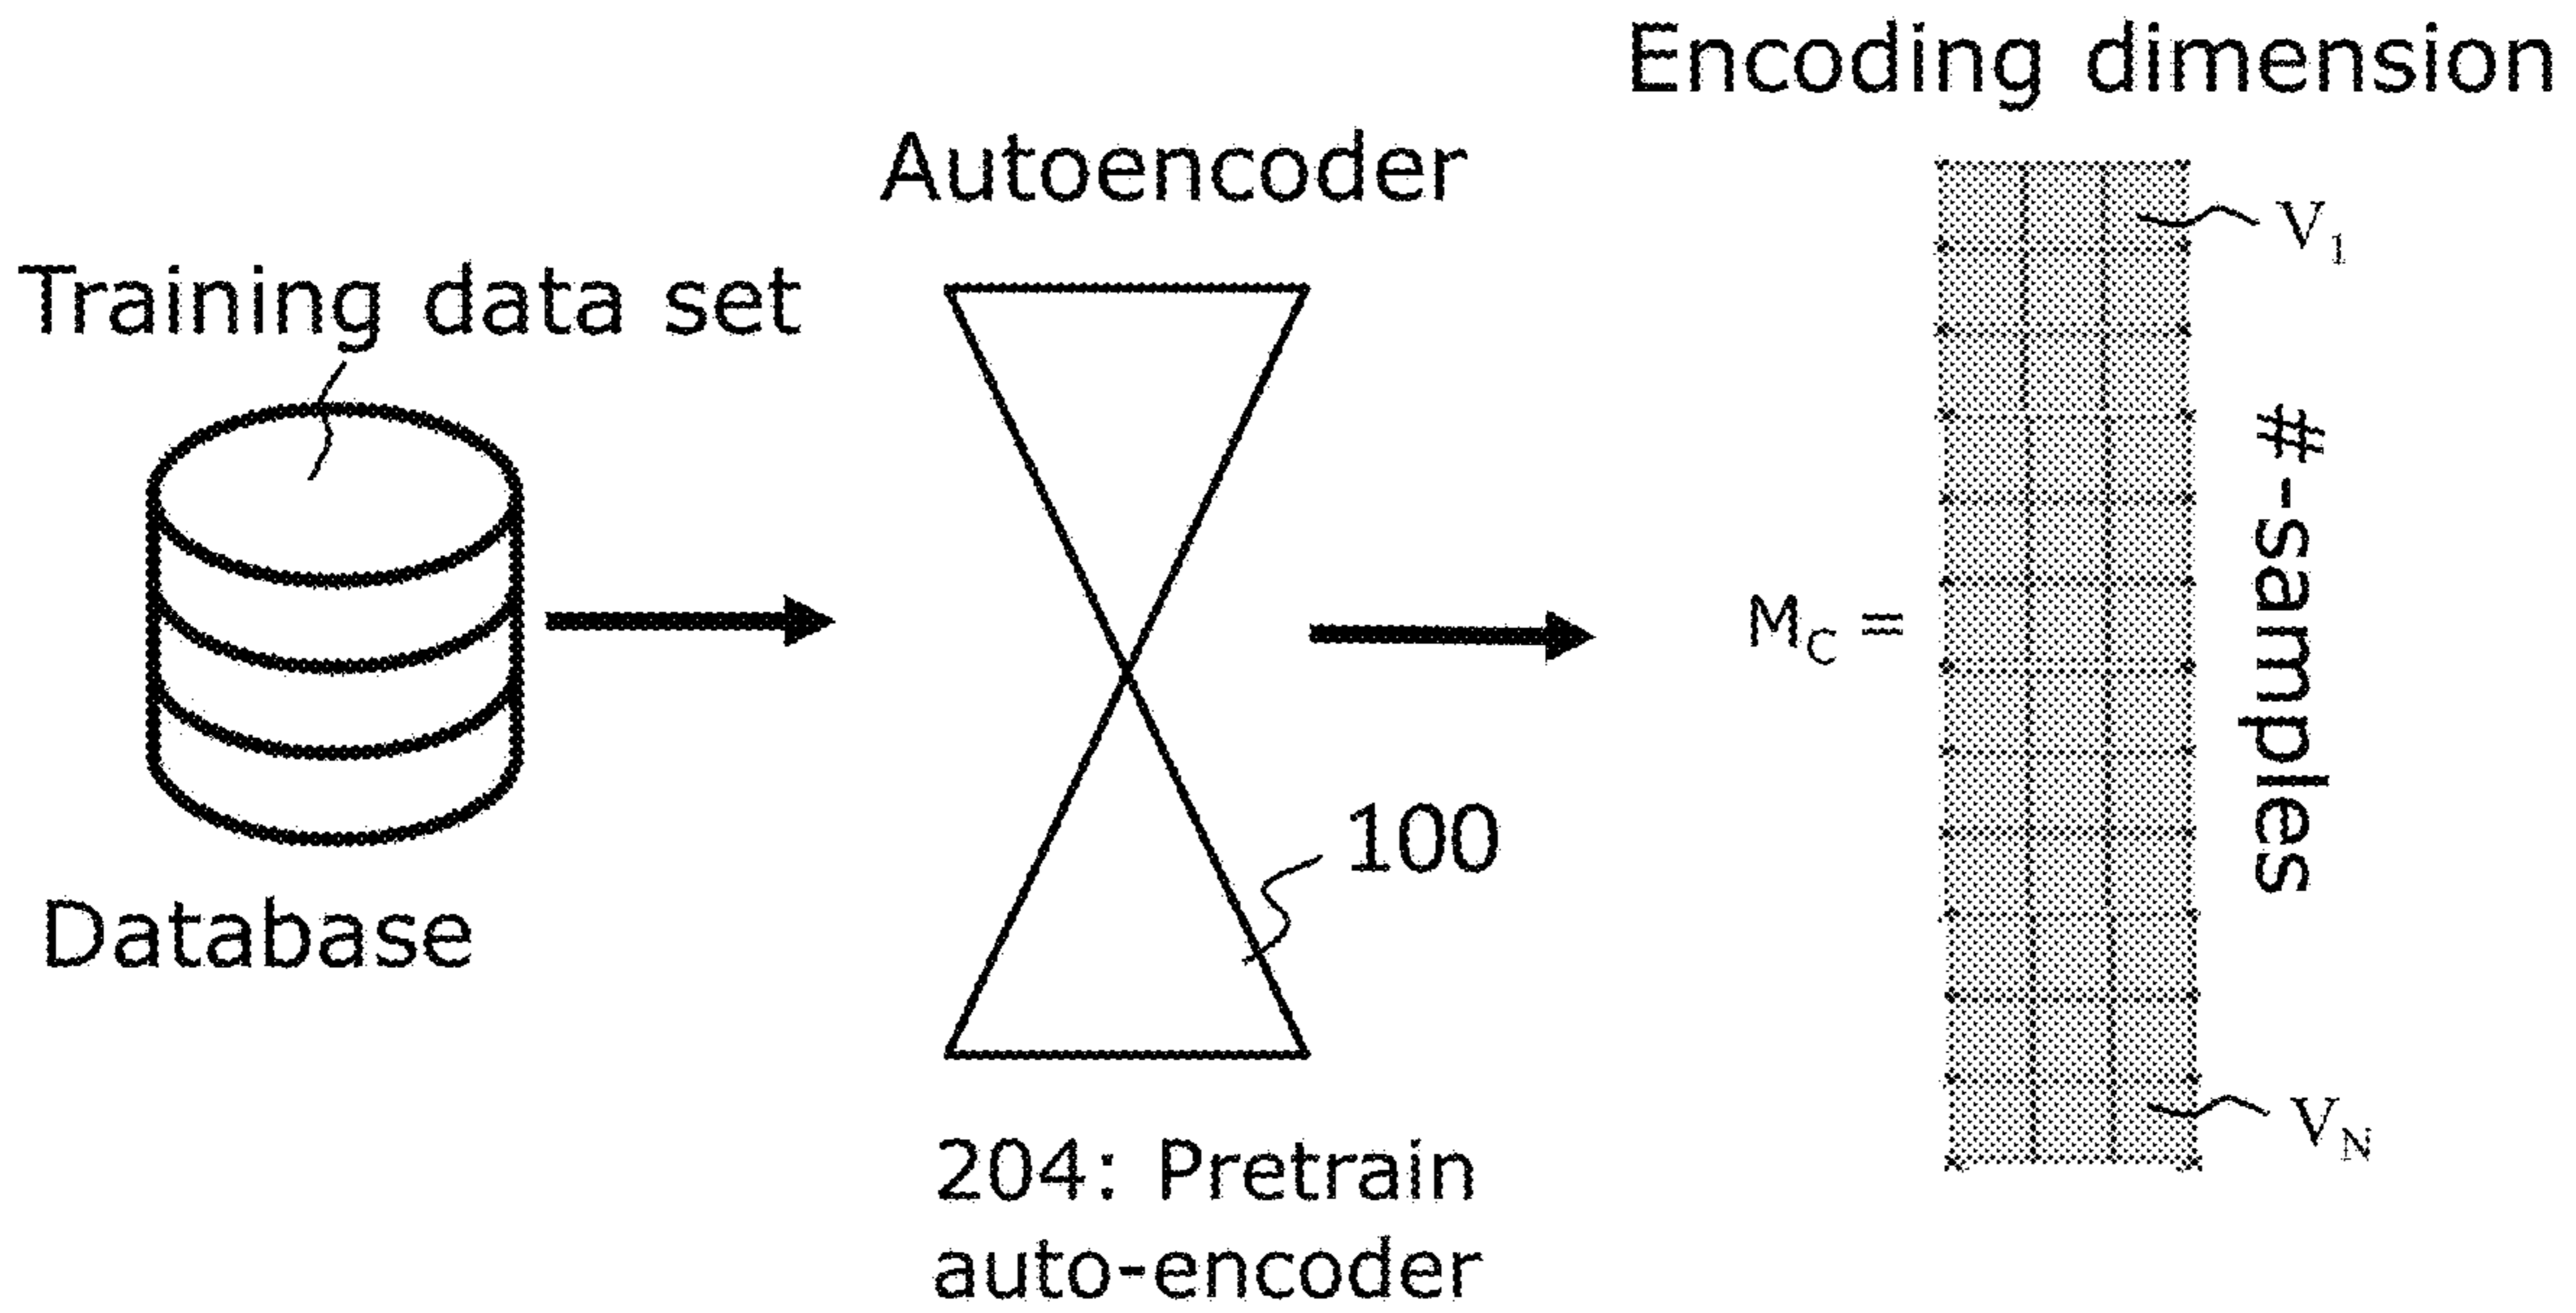 Encoding dimension
Autoencoder
Training data set
V1
#-samples
MC =
100
Database
VN
204: Pretrain
auto-encoder